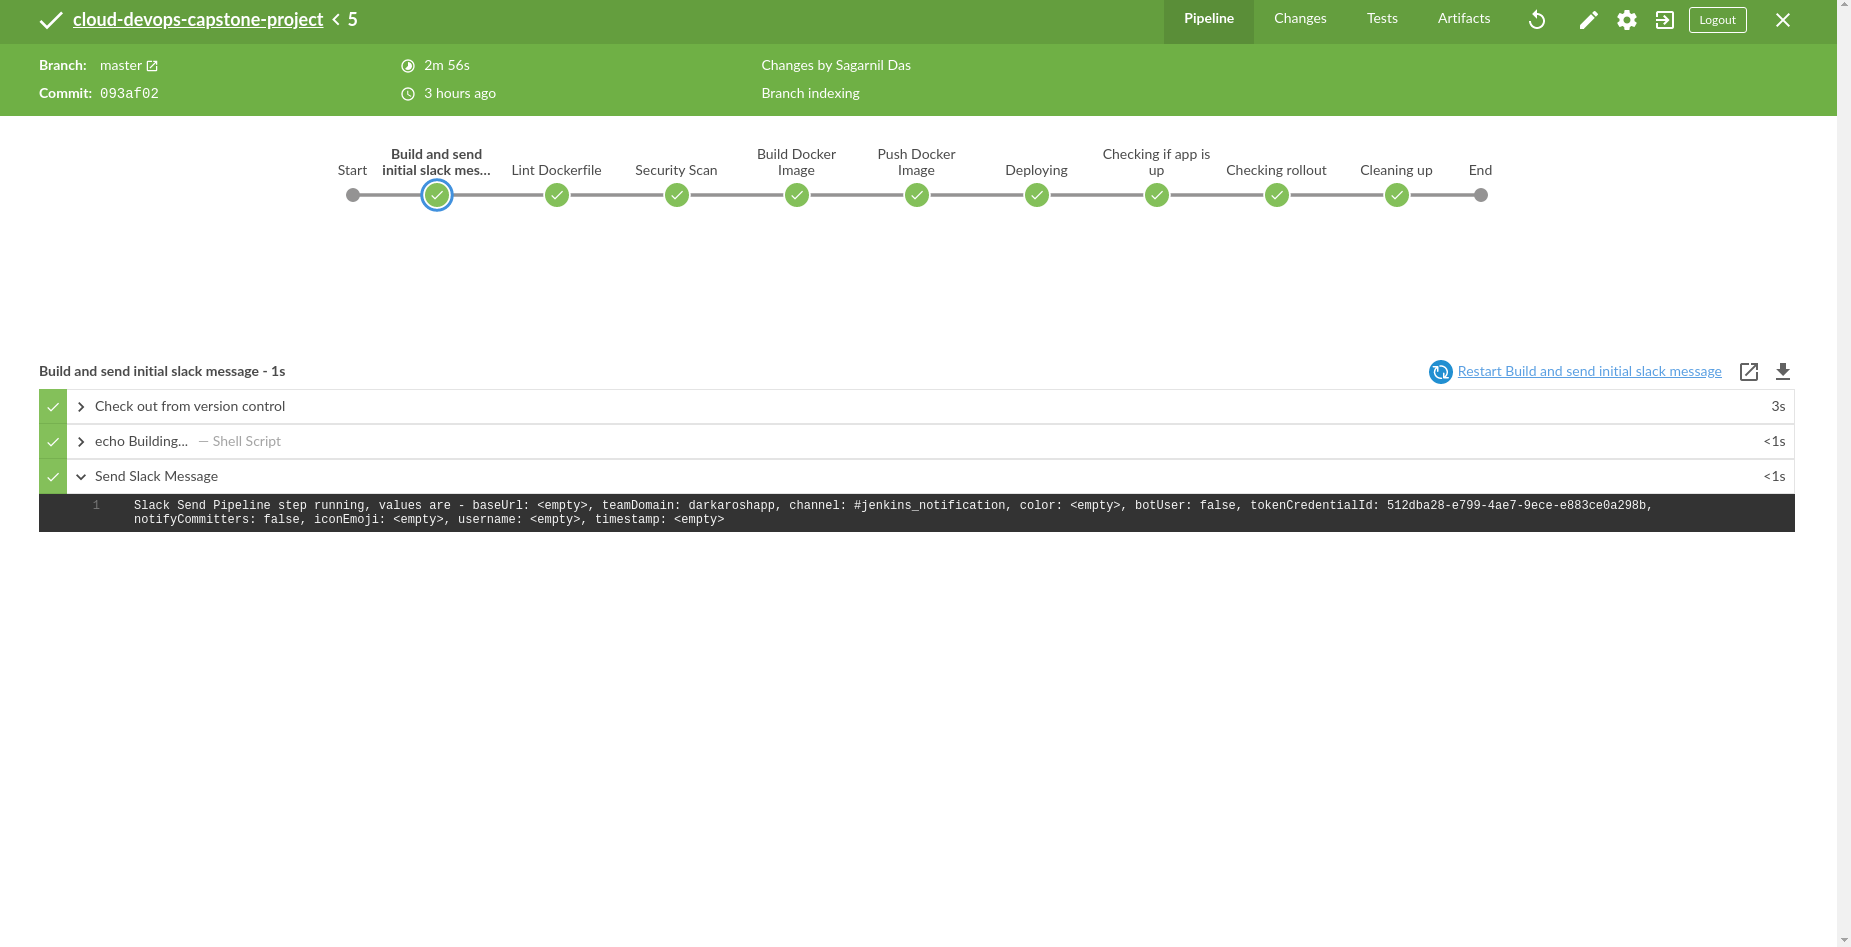 cloud-devops-capstone-project < 5
Pipeline Changes Tests Artifacts Logout
Branch: master
2m 56s
Changes by Sagarnil Das
Commit: 093af02
3 hours ago
Branch indexing
Start
Build and send
initial slack mes...
Lint Dockerfile
Security Scan
Build Docker
Image
Push Docker
Image
Deploying
Checking if app is
up
Checking rollout
Cleaning up
End
Build and send initial slack message - 1s
Restart Build and send initial slack message
Check out from version control 3s
echo Building... — Shell Script <1s
Send Slack Message <1s
1 Slack Send Pipeline step running, values are - baseUrl: <empty>, teamDomain: darkaroshapp, channel: #jenkins_notification, color: <empty>, botUser: false, tokenCredentialId: 512dba28-e799-4ae7-9ece-e883ce0a298b,
notifyCommitters: false, iconEmoji: <empty>, username: <empty>, timestamp: <empty>